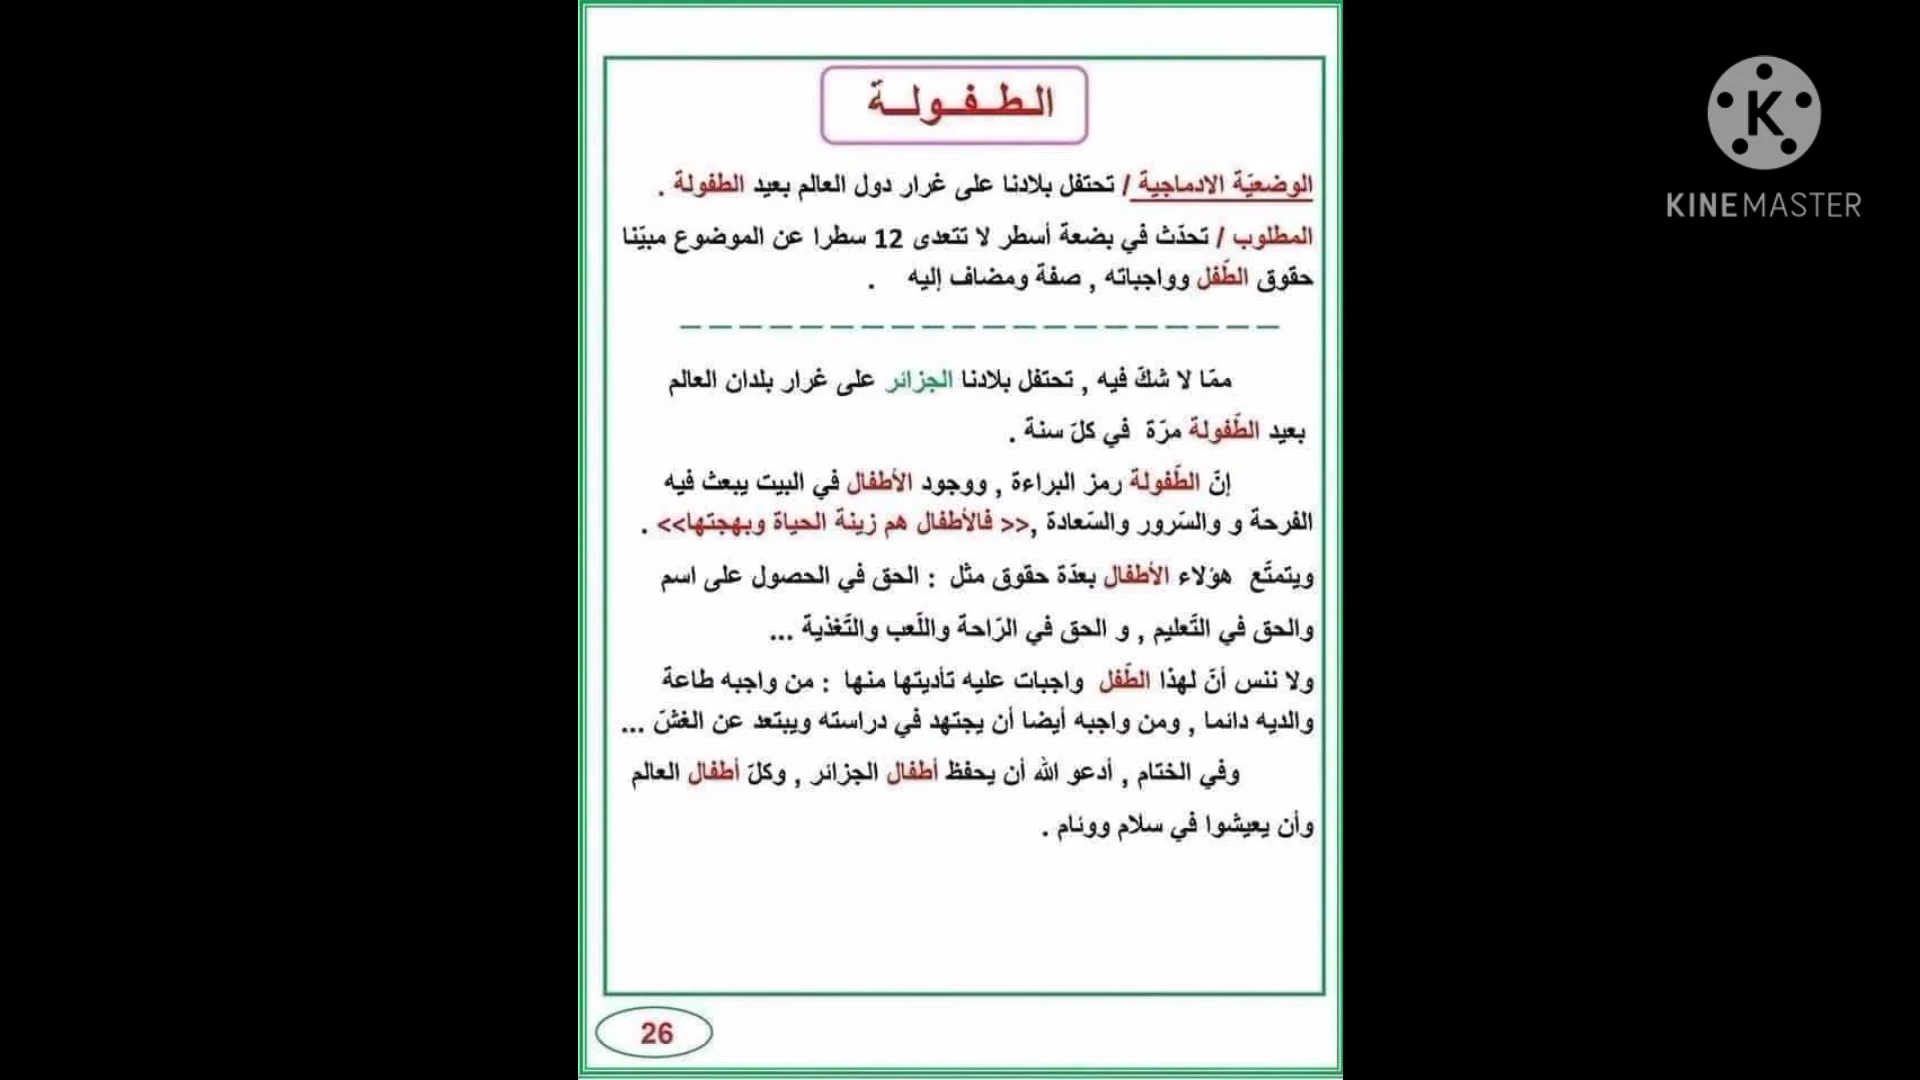 الطفولة
الوضعيّة الادماجية / تحتفل بلادنا على غرار دول العالم بعيد الطفولة .
المطلوب / تحدّث في بضعة أسطر لا تتعدى 12 سطرا عن الموضوع مبيّنا
حقوق الطّفل وواجباته , صفة ومضاف إليه .
ممّا لا شكّ فيه , تحتفل بلادنا الجزائر على غرار بلدان العالم
بعيد الطّفولة مرّة في كلّ سنة .
إنّ الطّفولة رمز البراءة , ووجود الأطفال في البيت يبعث فيه
الفرحة و والسّرور والسّعادة ,<< فالأطفال هم زينة الحياة وبهجتها>> .
ويتمتّع هؤلاء الأطفال بعدّة حقوق مثل : الحق في الحصول على اسم
والحق في التّعليم , و الحق في الرّاحة واللّعب والتّغذية ...
ولا ننس أنّ لهذا الطّفل واجبات عليه تأديتها منها : من واجبه طاعة
والديه دائما , ومن واجبه أيضا أن يجتهد في دراسته ويبتعد عن الغشّ ...
وفي الختام , أدعو الله أن يحفظ أطفال الجزائر , وكلّ أطفال العالم
وأن يعيشوا في سلام ووئام .
26
K
KINEMASTER